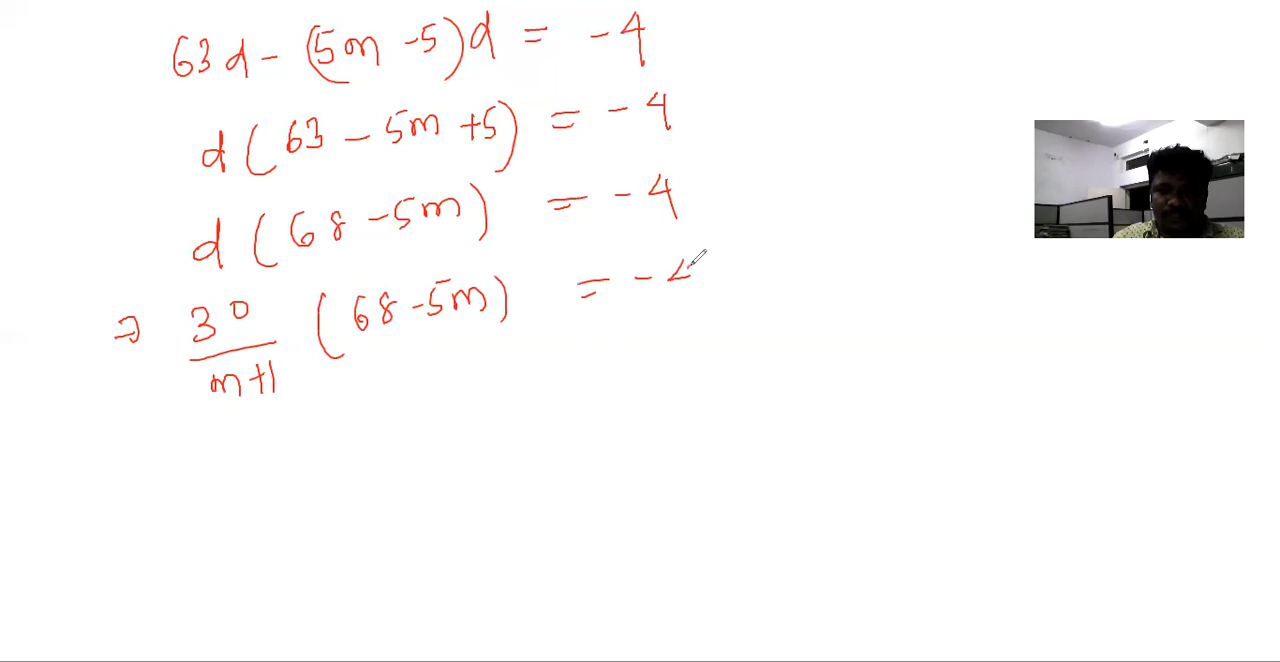 63d - (5m -5)d = -4
d(63 - 5m +5) = -4
d(68 -5m) = -4
⇒ 30/m+1 (68 -5m) = -4